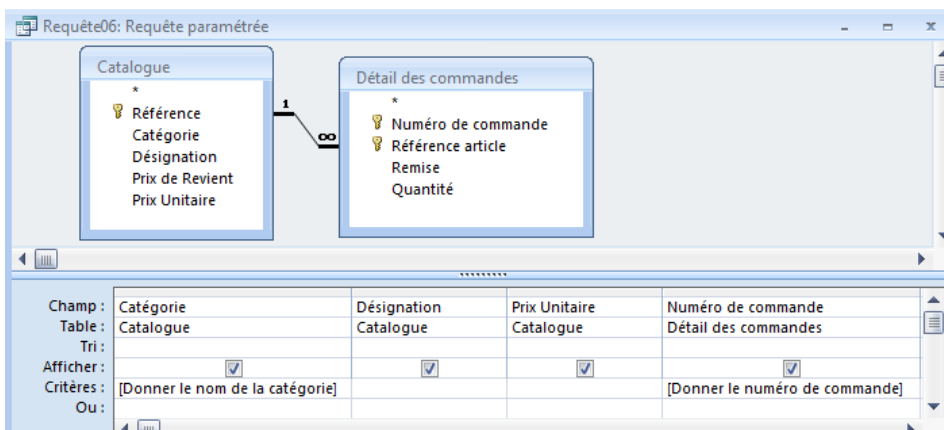 Requête06: Requête paramétrée
Catalogue
*
Référence
Catégorie
Désignation
Prix de Revient
Prix Unitaire
1
∞
Détail des commandes
*
Numéro de commande
Référence article
Remise
Quantité
Champ : Catégorie Désignation Prix Unitaire Numéro de commande
Table : Catalogue Catalogue Catalogue Détail des commandes
Tri :
Afficher :
Critères : [Donner le nom de la catégorie] [Donner le numéro de commande]
Ou :